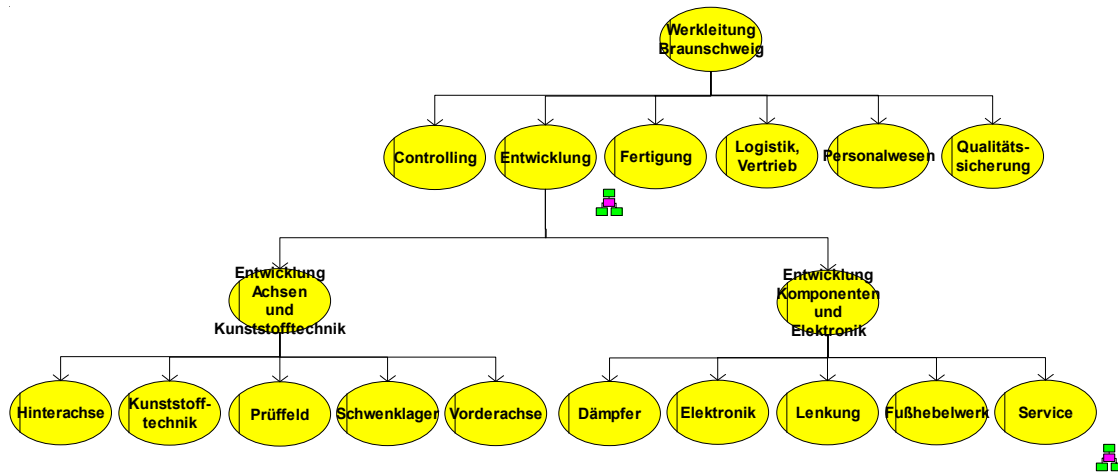 Werkleitung
Braunschweig
Controlling
Entwicklung
Fertigung
Logistik,
Vertrieb
Personalwesen
Qualitäts-
sicherung
Entwicklung
Achsen
und
Kunststofftechnik
Entwicklung
Komponenten
und
Elektronik
Hinterachse
Kunststoff-
technik
Prüffeld
Schwenklager
Vorderachse
Dämpfer
Elektronik
Lenkung
Fußhebelwerk
Service